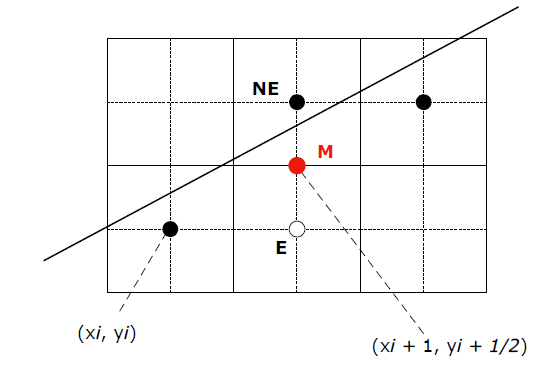 NE
M
E
(xi, yi)
(xi + 1, yi + 1/2)